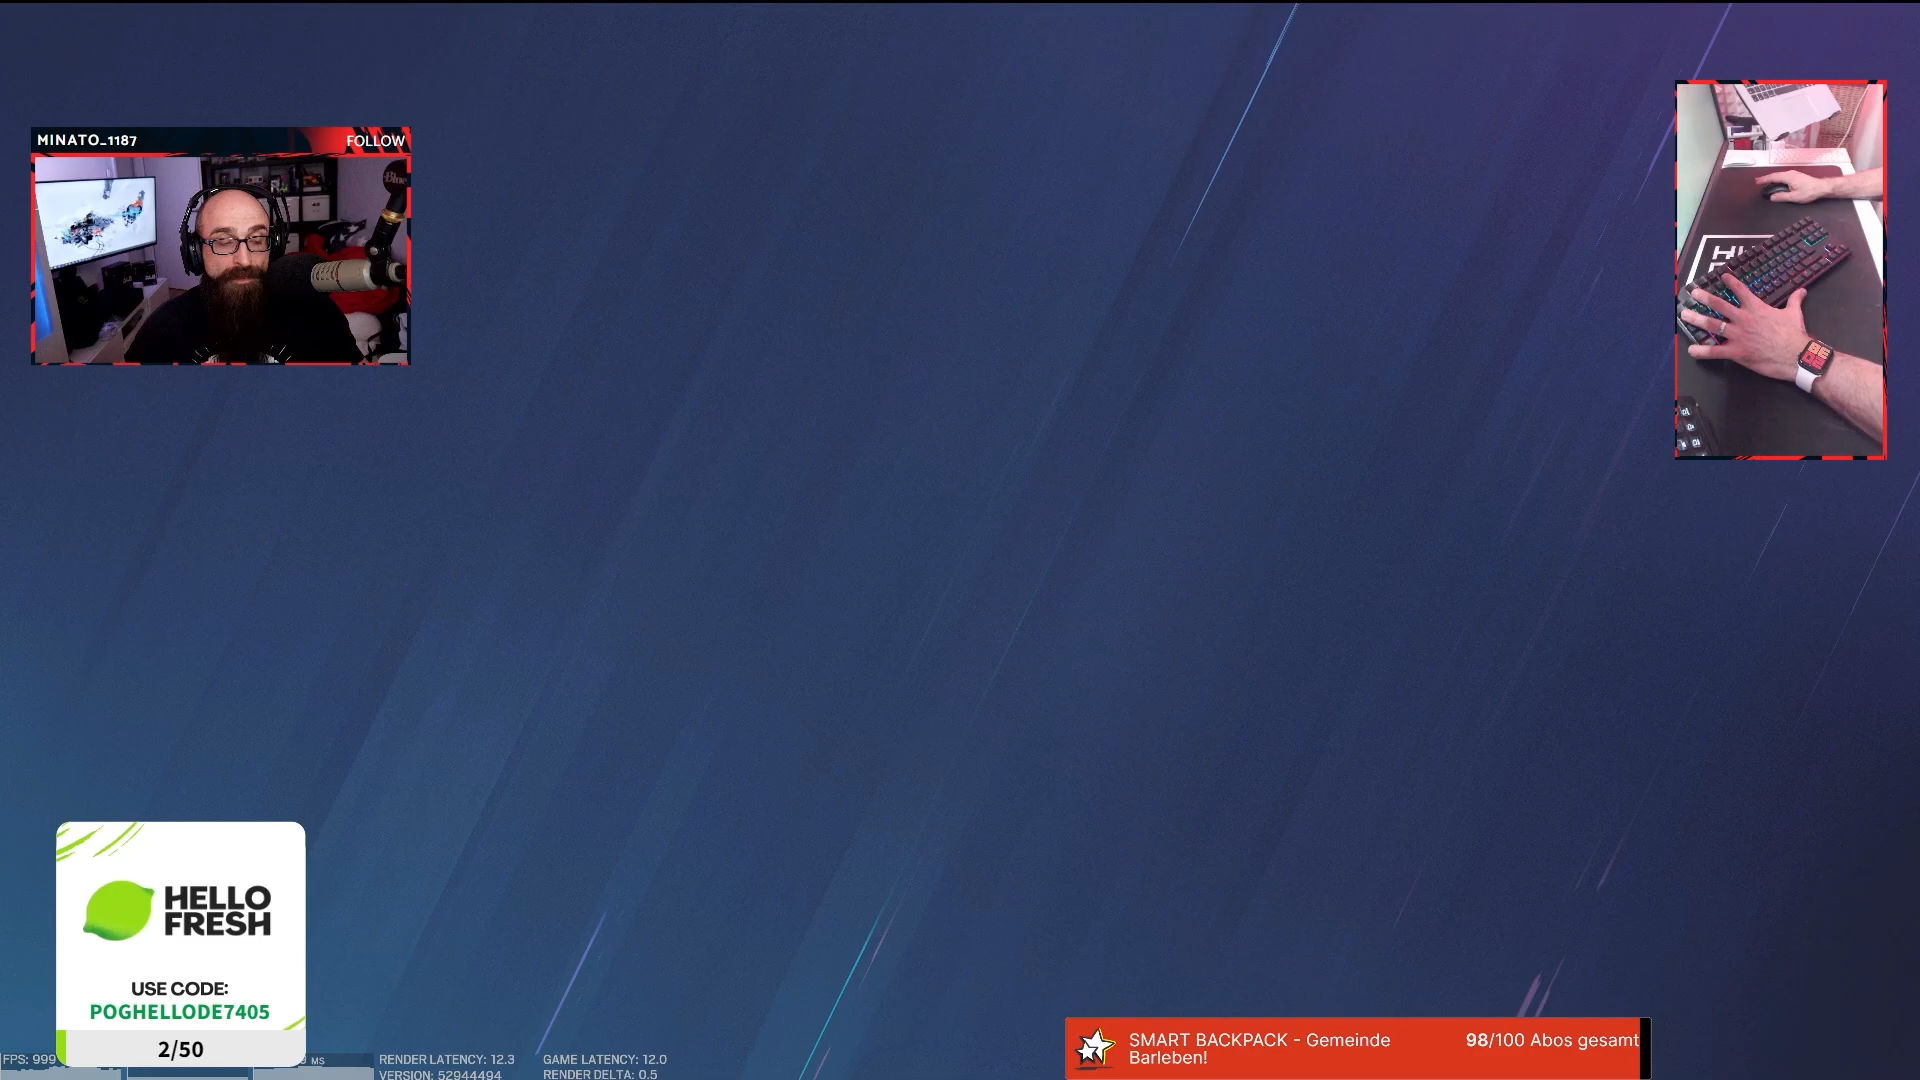 MINATO_1187 FOLLOW
HELLO
FRESH
USE CODE:
POGHELLODE7405
2/50
FPS: 999
MS
RENDER LATENCY: 12.3
VERSION: 52944494
GAME LATENCY: 12.0
RENDER DELTA: 0.5
SMART BACKPACK - Gemeinde
Barleben!
98/100 Abos gesamt